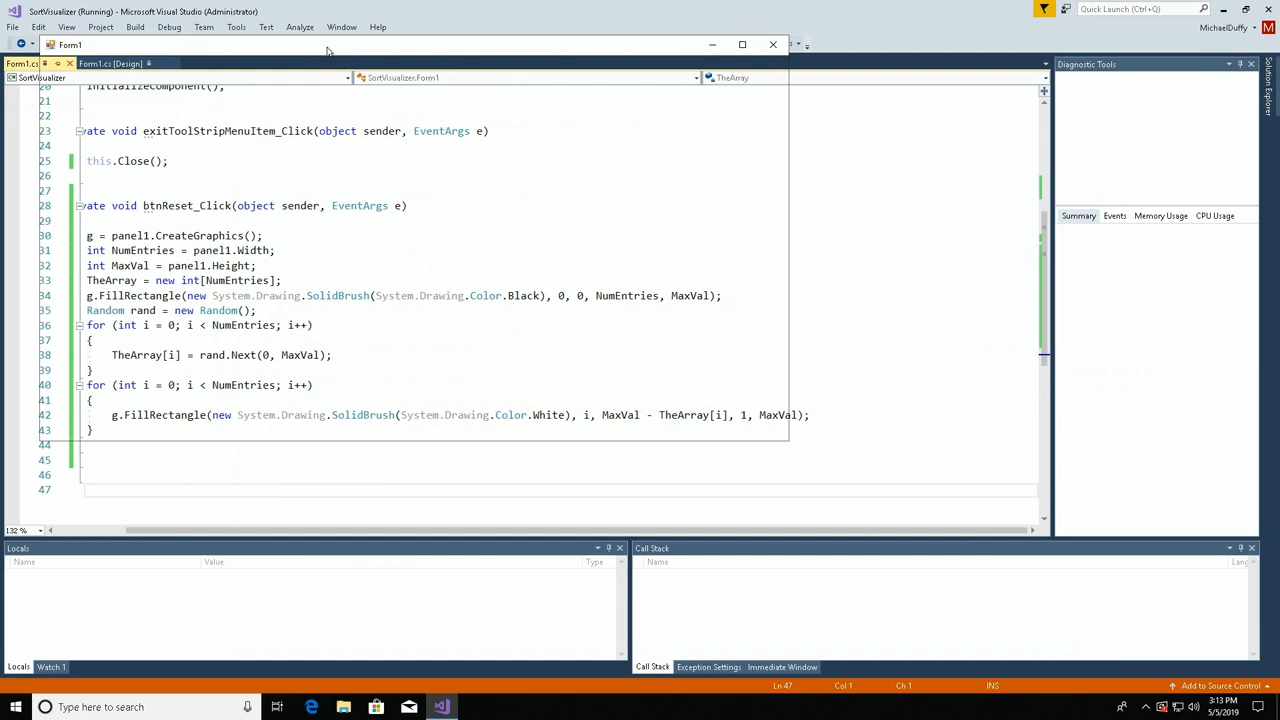 SortVisualizer (Running) - Microsoft Visual Studio (Administrator)
Quick Launch (Ctrl+Q)
File Edit View Project Build Debug Team Tools Test Analyze Window Help
MichaelDuffy M
Form1
Form1.cs Form1.cs [Design]
Diagnostic Tools
Solution Explorer
SortVisualizer SortVisualizer.Form1 TheArray
20 InitializeComponent();
21
22
23 vate void exitToolStripMenuItem_Click(object sender, EventArgs e)
24
25 this.Close();
26
27
28 vate void btnReset_Click(object sender, EventArgs e)
29
30 g = panel1.CreateGraphics();
31 int NumEntries = panel1.Width;
32 int MaxVal = panel1.Height;
33 TheArray = new int[NumEntries];
34 g.FillRectangle(new System.Drawing.SolidBrush(System.Drawing.Color.Black), 0, 0, NumEntries, MaxVal);
35 Random rand = new Random();
36 for (int i = 0; i < NumEntries; i++)
37 {
38 TheArray[i] = rand.Next(0, MaxVal);
39 }
40 for (int i = 0; i < NumEntries; i++)
41 {
42 g.FillRectangle(new System.Drawing.SolidBrush(System.Drawing.Color.White), i, MaxVal - TheArray[i], 1, MaxVal);
43 }
44
45
46
47
Summary Events Memory Usage CPU Usage
132 %
Locals
Name Value Type
Locals Watch 1
Call Stack
Name Lang
Call Stack Exception Settings Immediate Window
Ln 47 Col 1 Ch 1 INS Add to Source Control
Type here to search
3:13 PM
5/5/2019